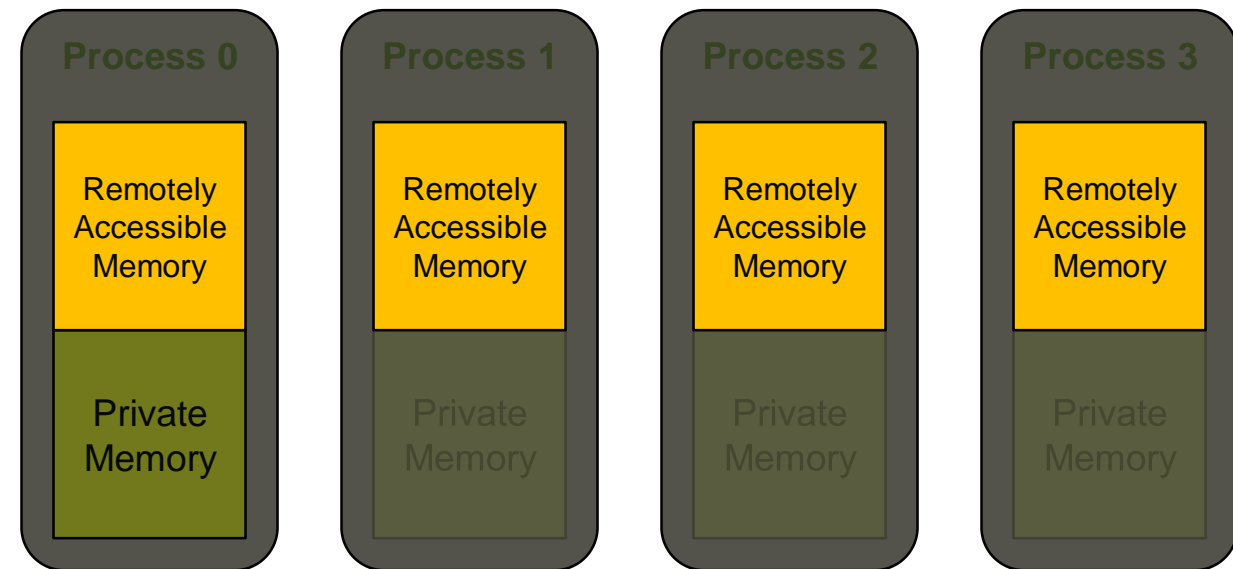 Process 0
Process 1
Process 2
Process 3
Remotely
Accessible
Memory
Remotely
Accessible
Memory
Remotely
Accessible
Memory
Remotely
Accessible
Memory
Private
Memory
Private
Memory
Private
Memory
Private
Memory